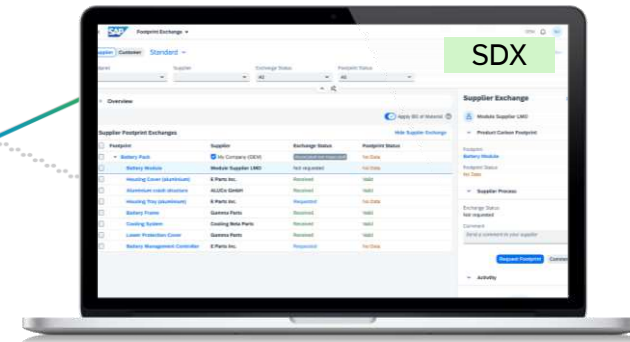 SAP Footprint Exchange
SDX
Supplier Customer Standard
Supplier Exchange Status Footprint Status
All All
Overview
Apply Bill of Material
Supplier Footprint Exchanges Hide Supplier Exchange
Footprint Supplier Exchange Status Footprint Status
Battery Pack My Company (OEM) No Data
Battery Module Module Supplier LMO Not requested No Data
Housing Cover (aluminium) E Parts Inc. Received Valid
Aluminium crash structure GmbH Received Valid
Housing Tray (aluminium) E Parts Inc. Requested No Data
Battery Frame Gamma Parts Received Valid
Cooling System Cooling Beta Parts Received Valid
Lower Protection Cover Gamma Parts Received Valid
Battery Management Controller E Parts Inc. Requested No Data
Supplier Exchange
Module Supplier LMO
Product Carbon Footprint
Footprint
Battery Module
Footprint Status
No Data
Supplier Process
Exchange Status
Not requested
Comment
Send a comment to your supplier
Request Footprint
Activity